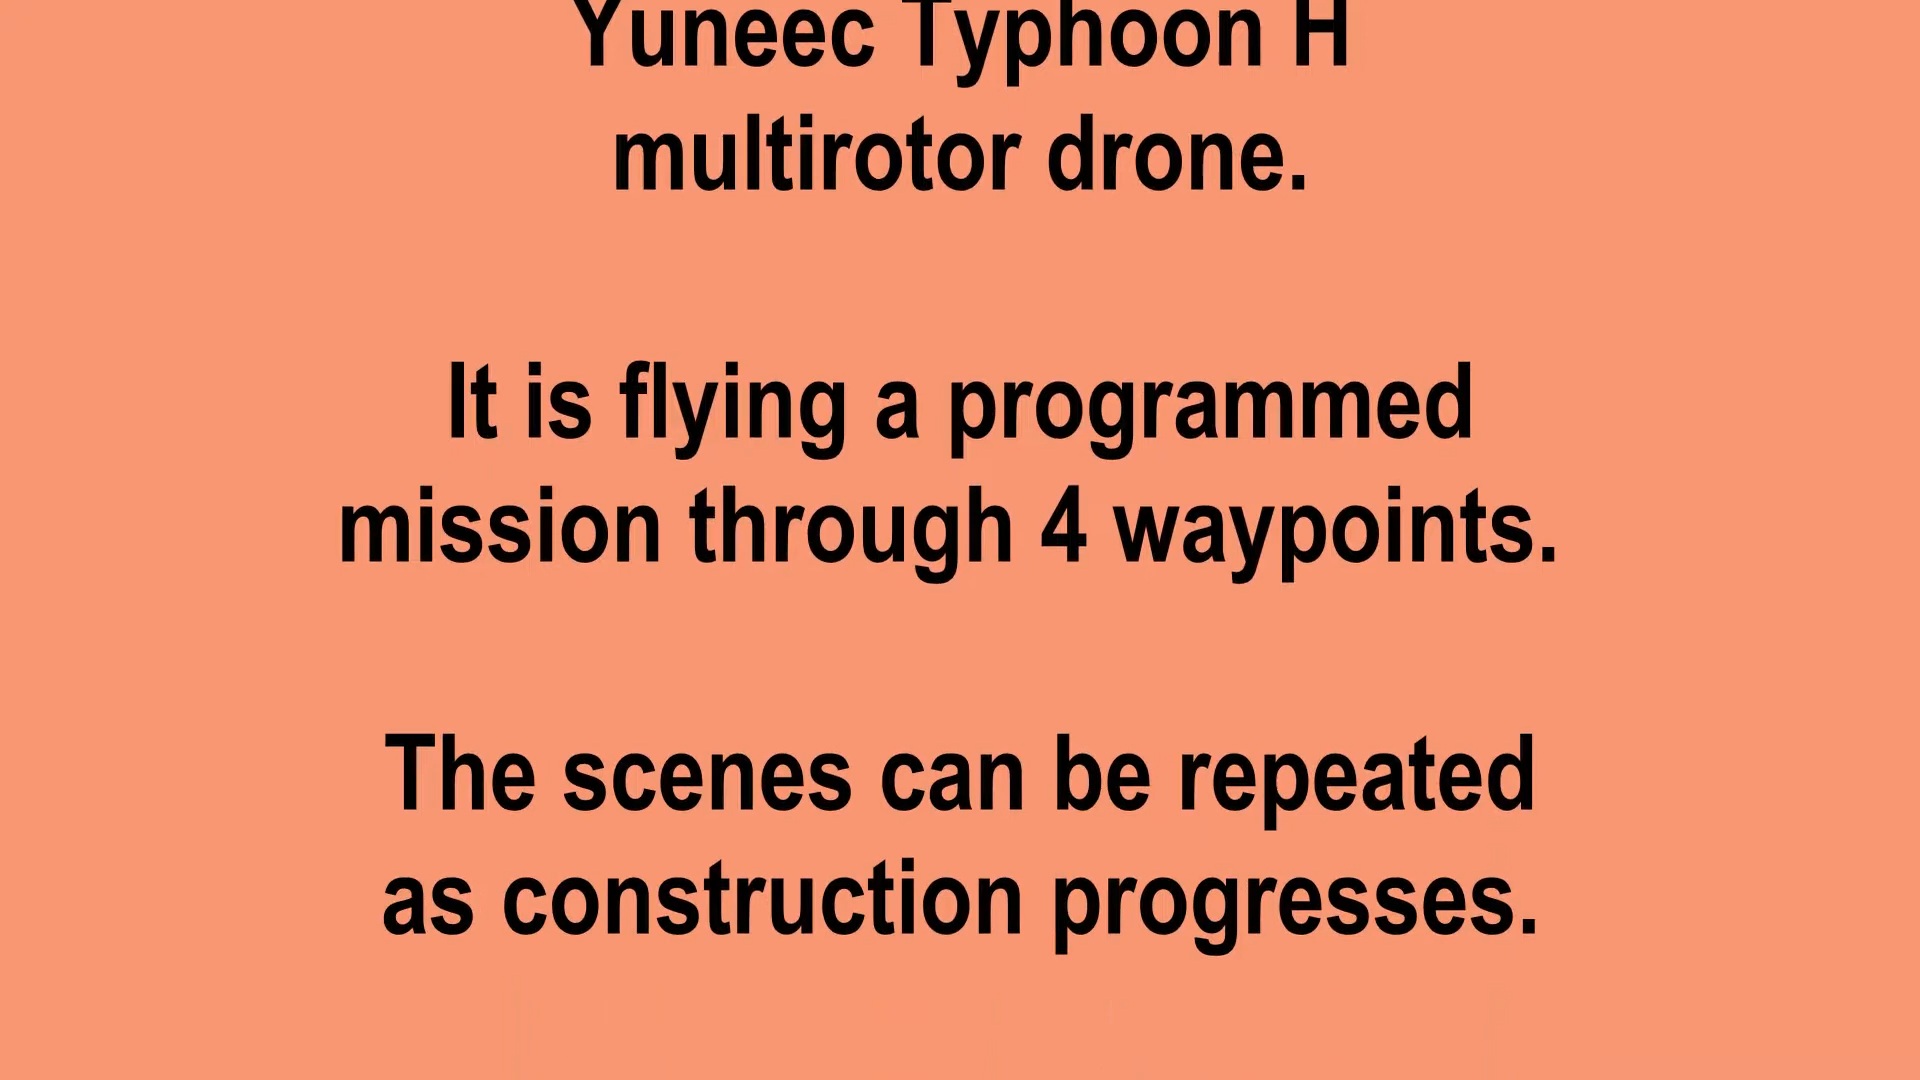 Yuneec Typhoon H
multirotor drone.
It is flying a programmed
mission through 4 waypoints.
The scenes can be repeated
as construction progresses.